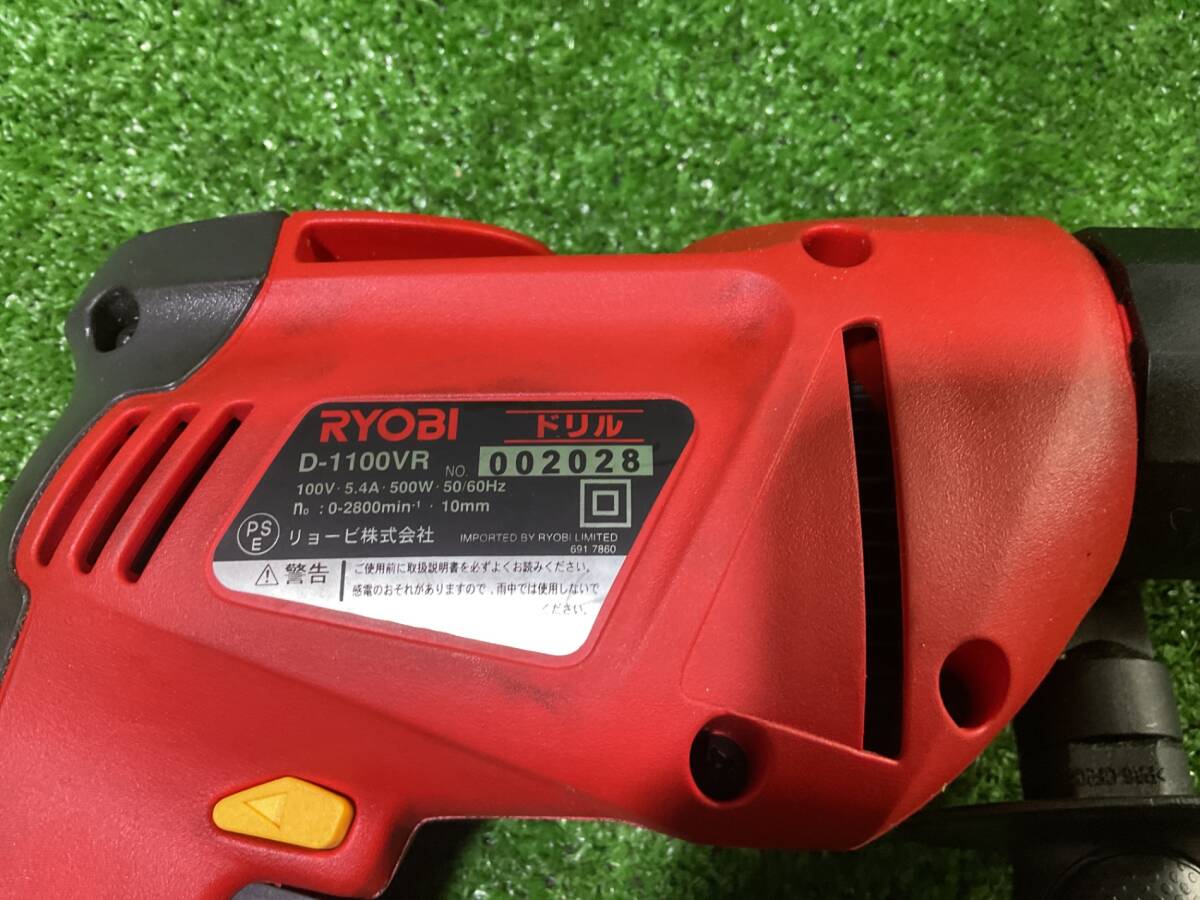 RYOBI ドリル
D-1100VR NO. 002028
100V・5.4A・500W・50/60Hz
n₀ : 0-2800min⁻¹ ・ 10mm
PS
E
リョービ株式会社 IMPORTED BY RYOBI LIMITED
691 7860
警告
ご使用前に取扱説明書を必ずよくお読みください。
感電のおそれがありますので、雨中では使用しないで
ください。